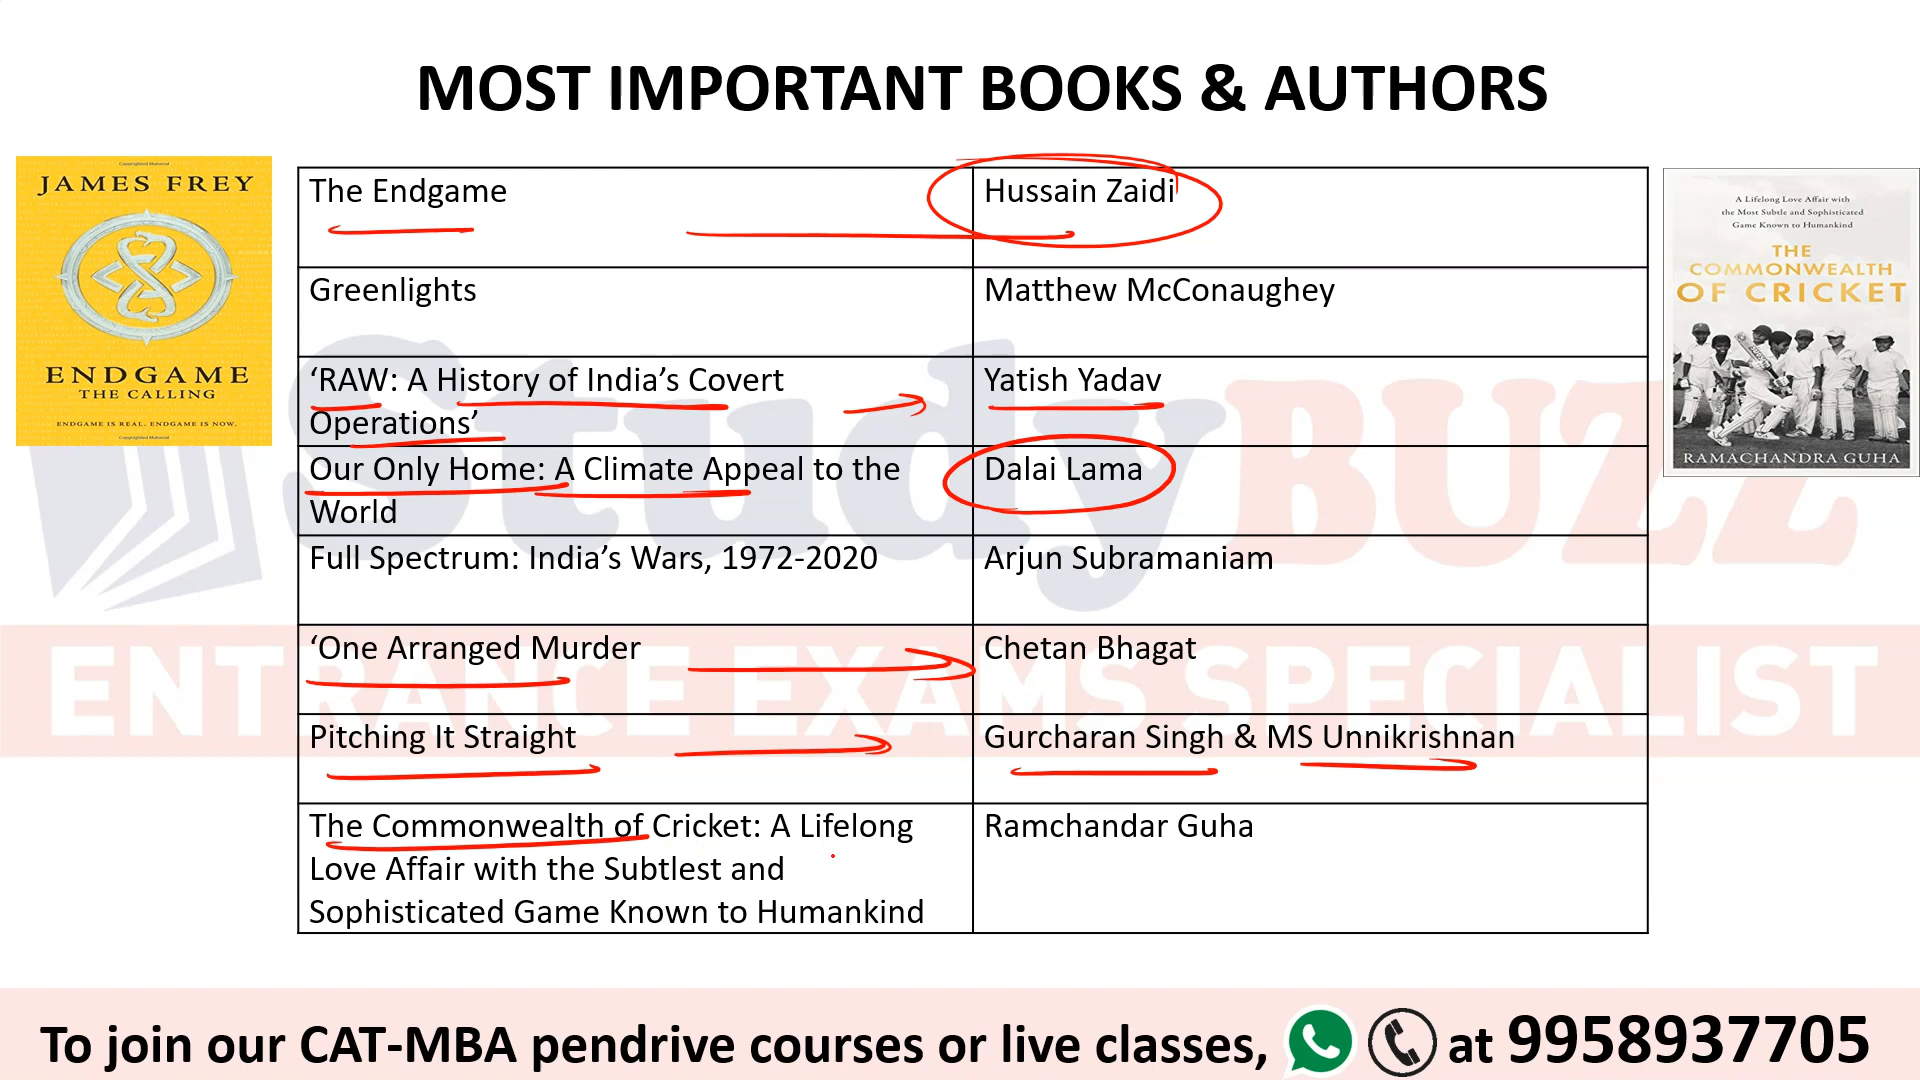 MOST IMPORTANT BOOKS & AUTHORS
JAMES FREY
ENDGAME
THE CALLING
ENDGAME IS REAL. ENDGAME IS NOW.
The Endgame
Hussain Zaidi
Greenlights
Matthew McConaughey
‘RAW: A History of India’s Covert
Operations’
Yatish Yadav
Our Only Home: A Climate Appeal to the
World
Dalai Lama
Full Spectrum: India’s Wars, 1972-2020
Arjun Subramaniam
‘One Arranged Murder
Chetan Bhagat
Pitching It Straight
Gurcharan Singh & MS Unnikrishnan
The Commonwealth of Cricket: A Lifelong
Love Affair with the Subtlest and
Sophisticated Game Known to Humankind
Ramchandar Guha
A Lifelong Love Affair with
the Most Subtle and Sophisticated
Game Known to Humankind
THE
COMMONWEALTH
OF CRICKET
RAMACHANDRA GUHA
StudyBUZZ
ENTRANCE EXAMS SPECIALIST
To join our CAT-MBA pendrive courses or live classes, at 9958937705